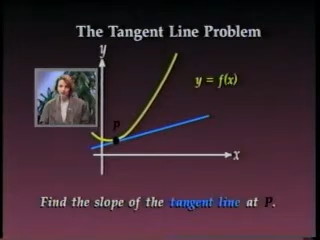 The Tangent Line Problem
y
y = f(x)
P
x
Find the slope of the tangent line at P.